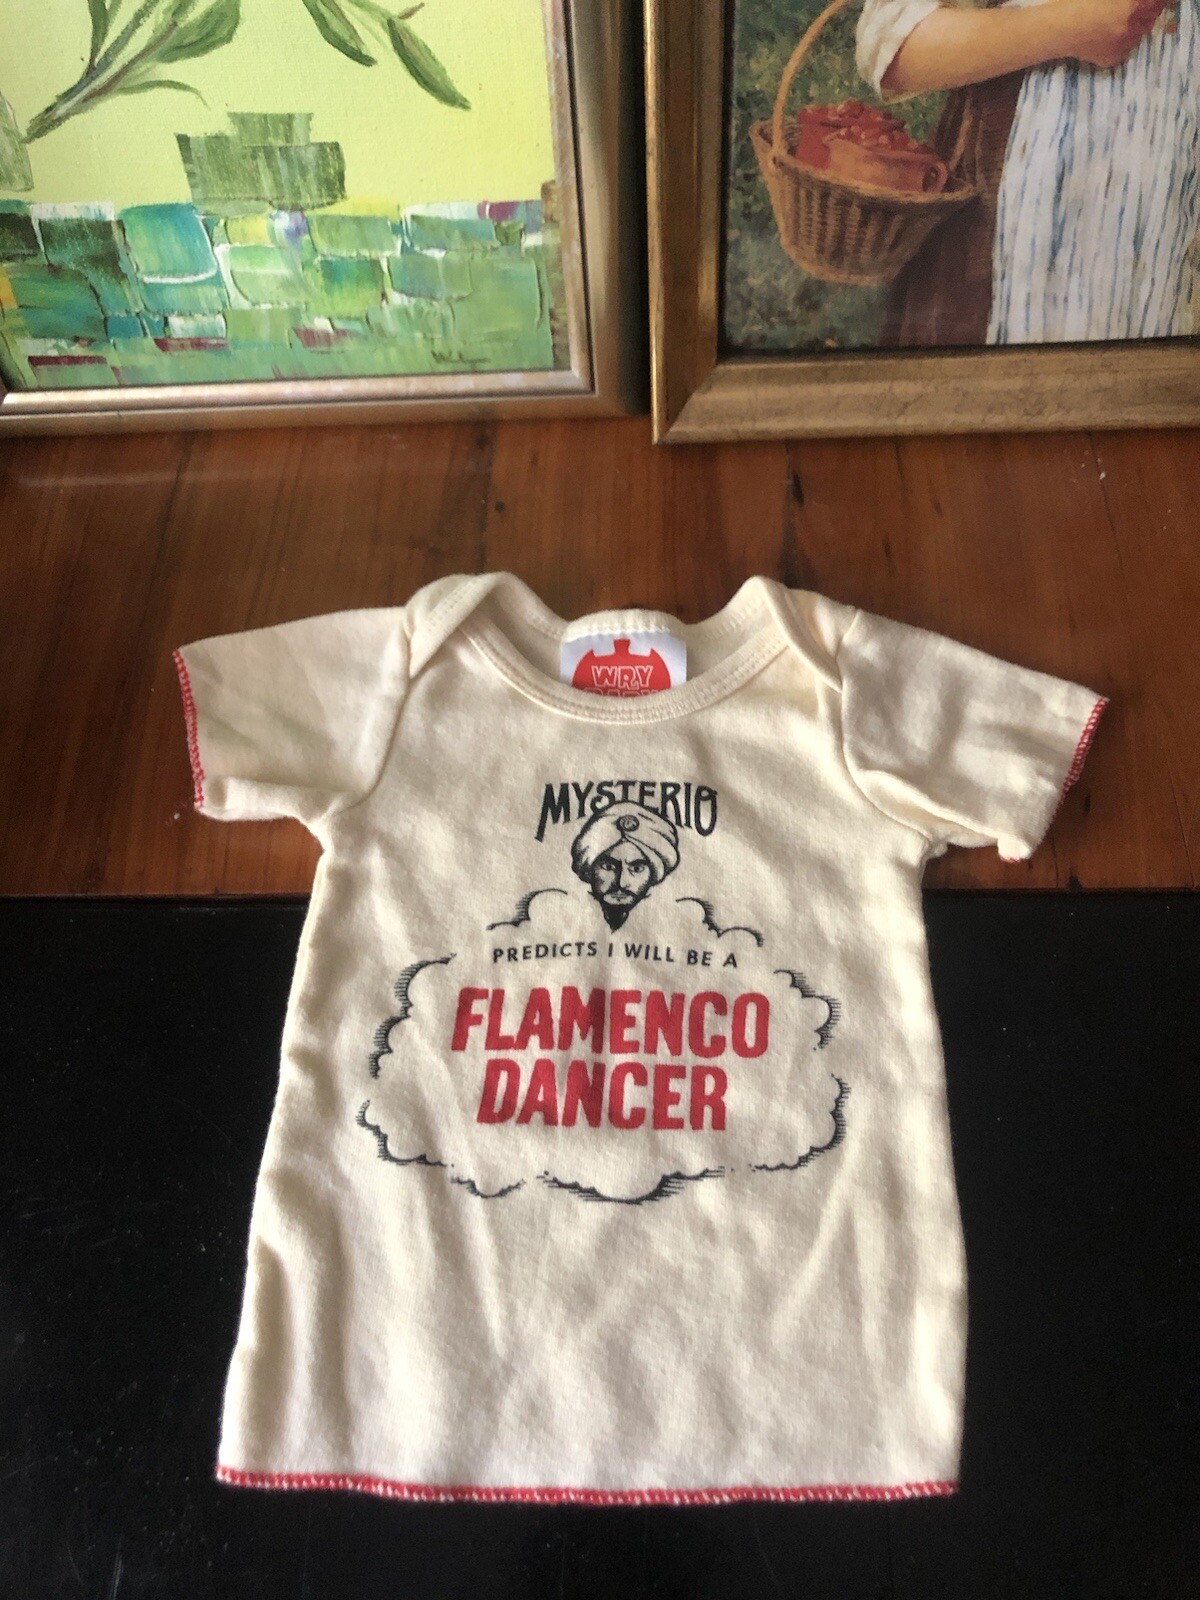 WRY
MYSTERIO
PREDICTS I WILL BE A
FLAMENCO
DANCER